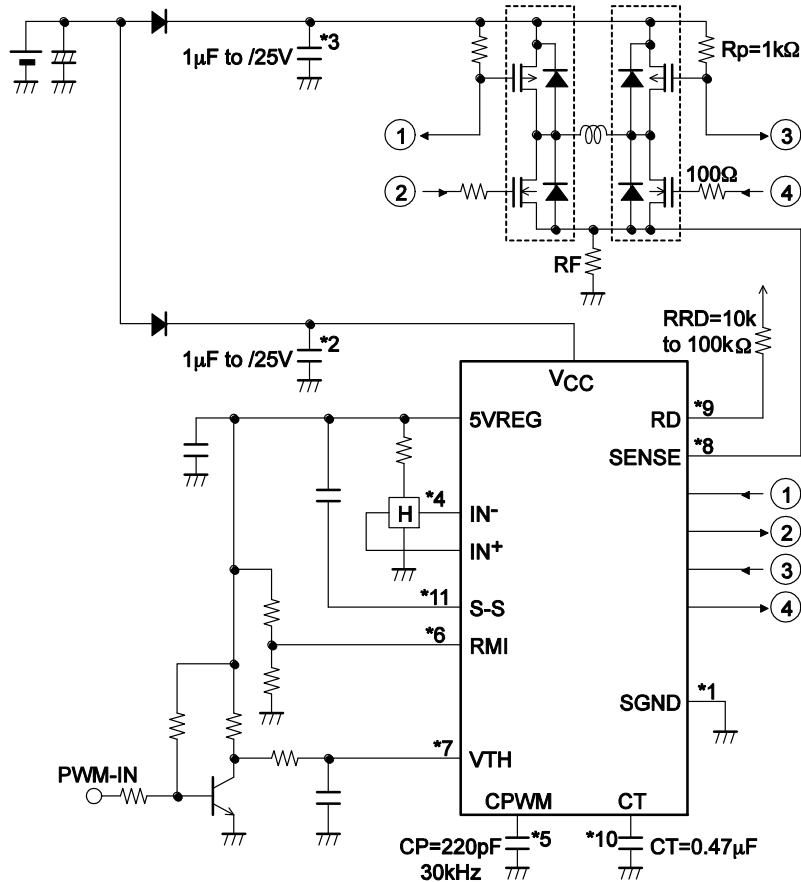 *3
1μF to /25V
Rp=1kΩ
1
3
2
100Ω
4
RF
*2
1μF to /25V
RRD=10k
to 100kΩ
VCC
5VREG
*9
RD
*8
SENSE
*4
H
IN-
1
2
IN+
3
*11
S-S
4
*6
RMI
*1
SGND
*7
VTH
PWM-IN
CPWM
CT
CP=220pF
*5
30kHz
*10
CT=0.47μF